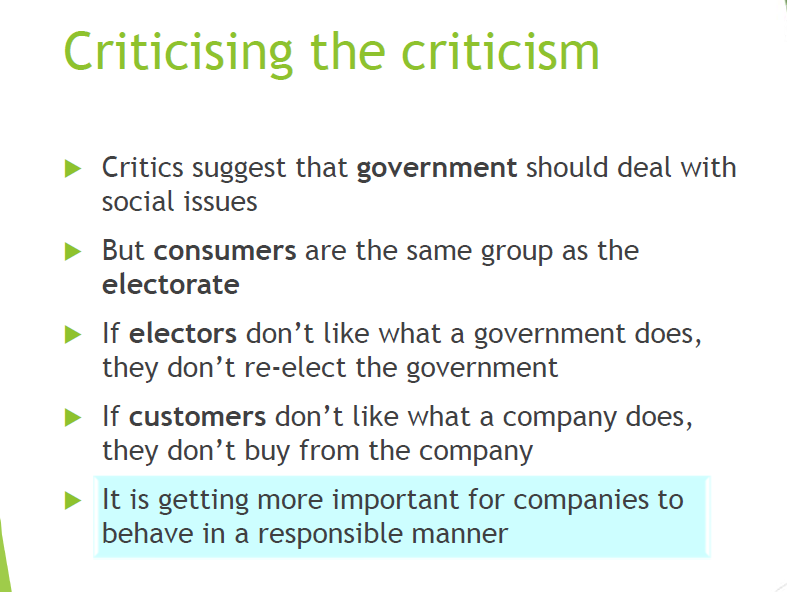 Criticising the criticism
Critics suggest that government should deal with
social issues
But consumers are the same group as the
electorate
If electors don’t like what a government does,
they don’t re-elect the government
If customers don’t like what a company does,
they don’t buy from the company
It is getting more important for companies to
behave in a responsible manner